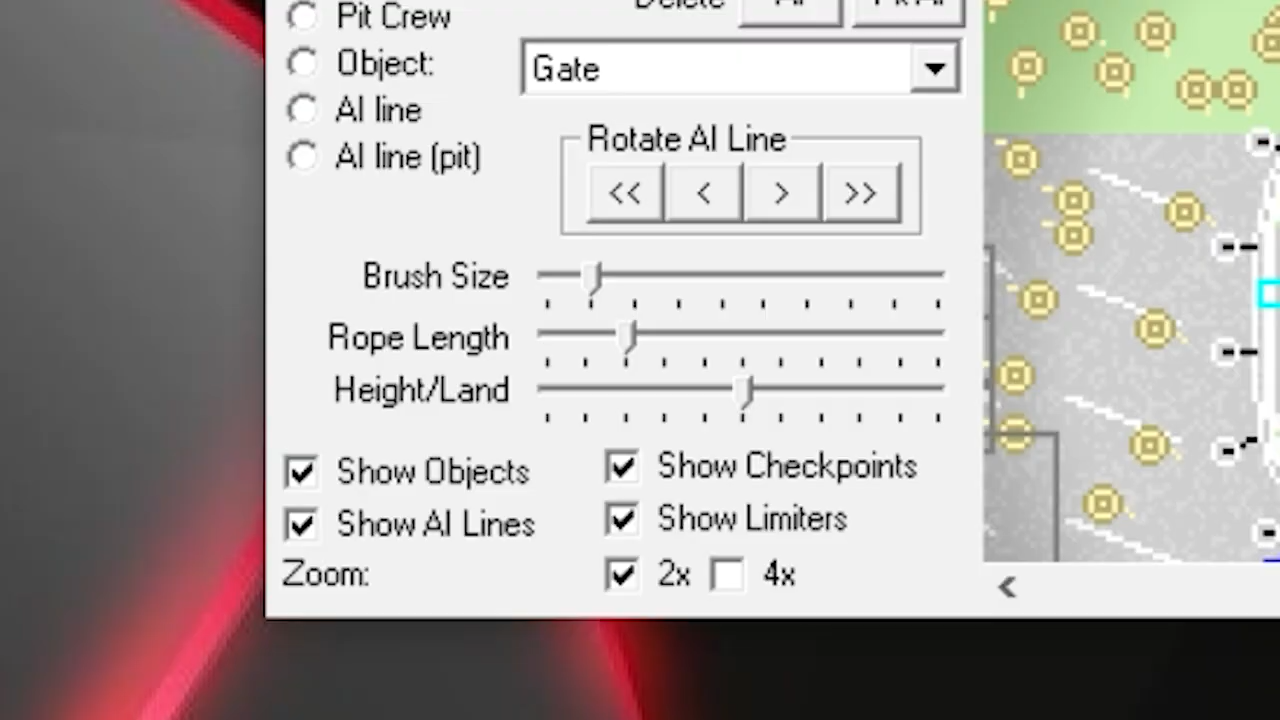 Pit Crew
Delete
Object:
Gate
AI line
AI line (pit)
Rotate AI Line
<< < > >>
Brush Size
Rope Length
Height/Land
Show Objects
Show Checkpoints
Show AI Lines
Show Limiters
Zoom:
2x
4x